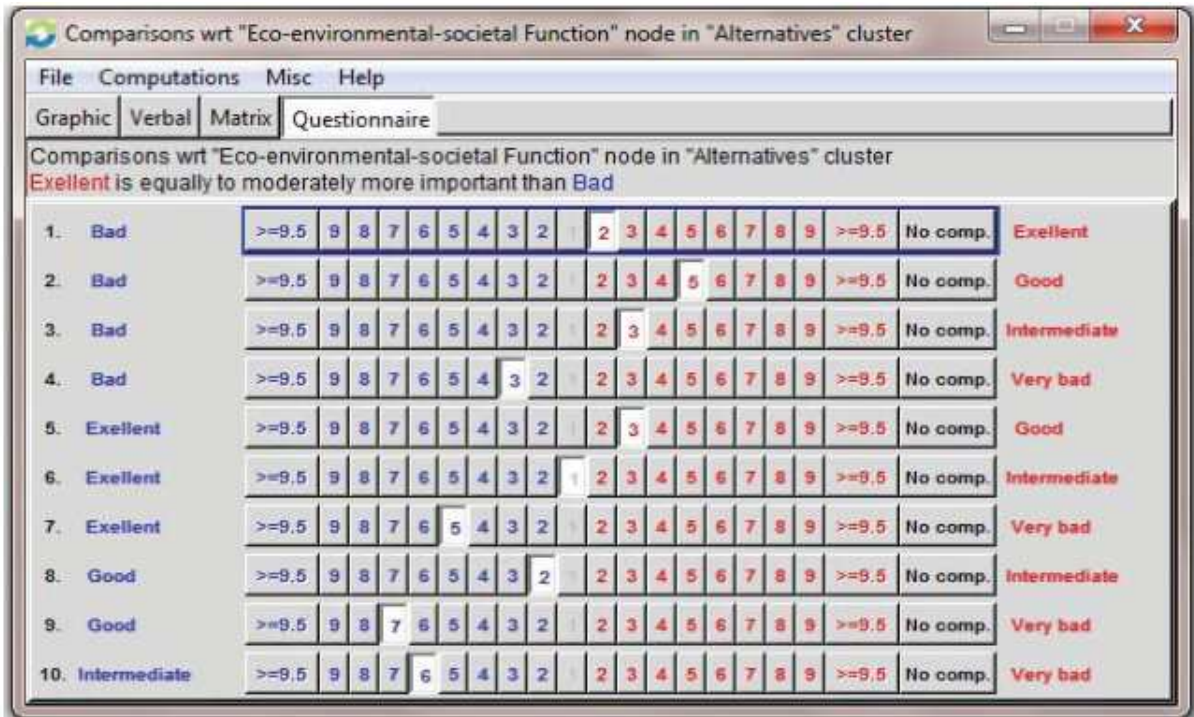 Comparisons wrt "Eco-environmental-societal Function" node in "Alternatives" cluster
File Computations Misc Help
Graphic Verbal Matrix Questionnaire
Comparisons wrt "Eco-environmental-societal Function" node in "Alternatives" cluster
Exellent is equally to moderately more important than Bad
1. Bad >=9.5 9 8 7 6 5 4 3 2 1 2 3 4 5 6 7 8 9 >=9.5 No comp. Exellent
2. Bad >=9.5 9 8 7 6 5 4 3 2 1 2 3 4 5 6 7 8 9 >=9.5 No comp. Good
3. Bad >=9.5 9 8 7 6 5 4 3 2 1 2 3 4 5 6 7 8 9 >=9.5 No comp. Intermediate
4. Bad >=9.5 9 8 7 6 5 4 3 2 1 2 3 4 5 6 7 8 9 >=9.5 No comp. Very bad
5. Exellent >=9.5 9 8 7 6 5 4 3 2 1 2 3 4 5 6 7 8 9 >=9.5 No comp. Good
6. Exellent >=9.5 9 8 7 6 5 4 3 2 1 2 3 4 5 6 7 8 9 >=9.5 No comp. Intermediate
7. Exellent >=9.5 9 8 7 6 5 4 3 2 1 2 3 4 5 6 7 8 9 >=9.5 No comp. Very bad
8. Good >=9.5 9 8 7 6 5 4 3 2 1 2 3 4 5 6 7 8 9 >=9.5 No comp. Intermediate
9. Good >=9.5 9 8 7 6 5 4 3 2 1 2 3 4 5 6 7 8 9 >=9.5 No comp. Very bad
10. Intermediate >=9.5 9 8 7 6 5 4 3 2 1 2 3 4 5 6 7 8 9 >=9.5 No comp. Very bad